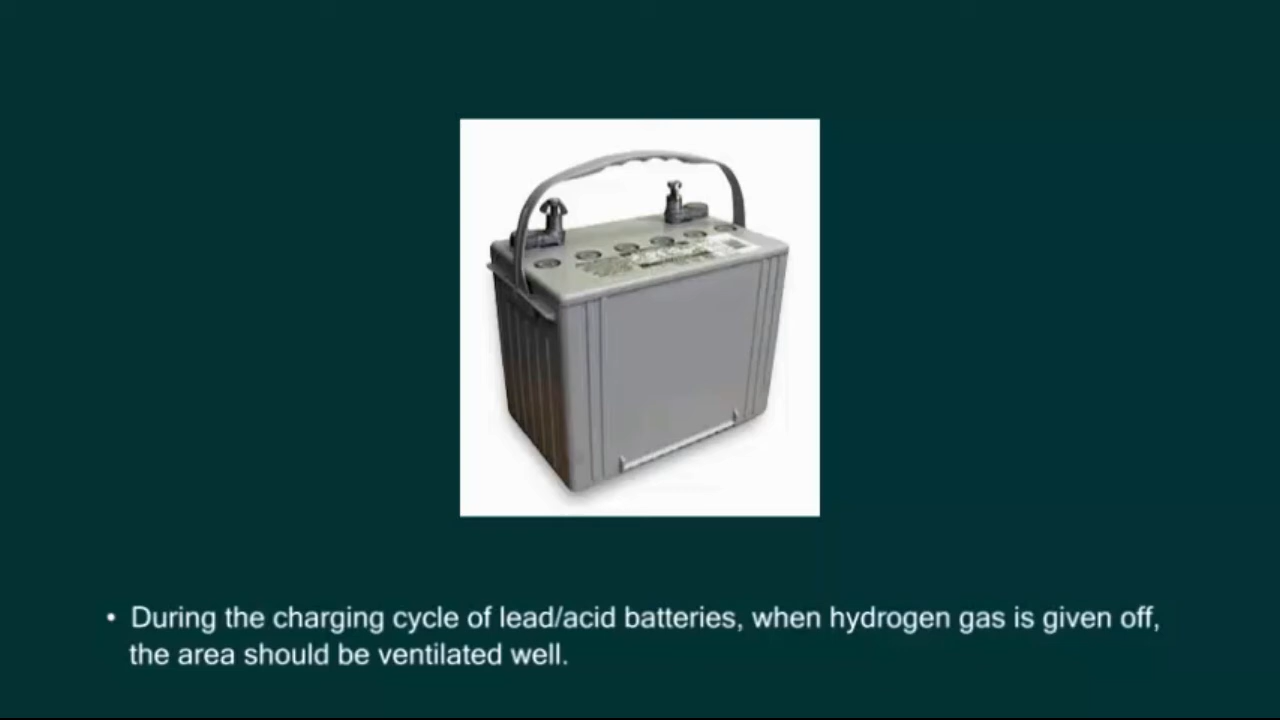 • During the charging cycle of lead/acid batteries, when hydrogen gas is given off,
the area should be ventilated well.